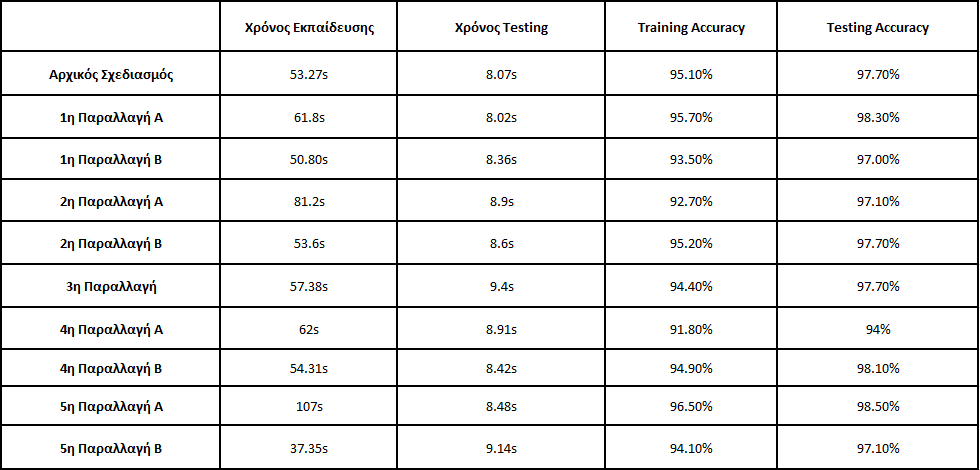 Χρόνος Εκπαίδευσης Χρόνος Testing Training Accuracy Testing Accuracy
Αρχικός Σχεδιασμός 53.27s 8.07s 95.10% 97.70%
1η Παραλλαγή Α 61.8s 8.02s 95.70% 98.30%
1η Παραλλαγή Β 50.80s 8.36s 93.50% 97.00%
2η Παραλλαγή Α 81.2s 8.9s 92.70% 97.10%
2η Παραλλαγή Β 53.6s 8.6s 95.20% 97.70%
3η Παραλλαγή 57.38s 9.4s 94.40% 97.70%
4η Παραλλαγή Α 62s 8.91s 91.80% 94%
4η Παραλλαγή Β 54.31s 8.42s 94.90% 98.10%
5η Παραλλαγή Α 107s 8.48s 96.50% 98.50%
5η Παραλλαγή Β 37.35s 9.14s 94.10% 97.10%